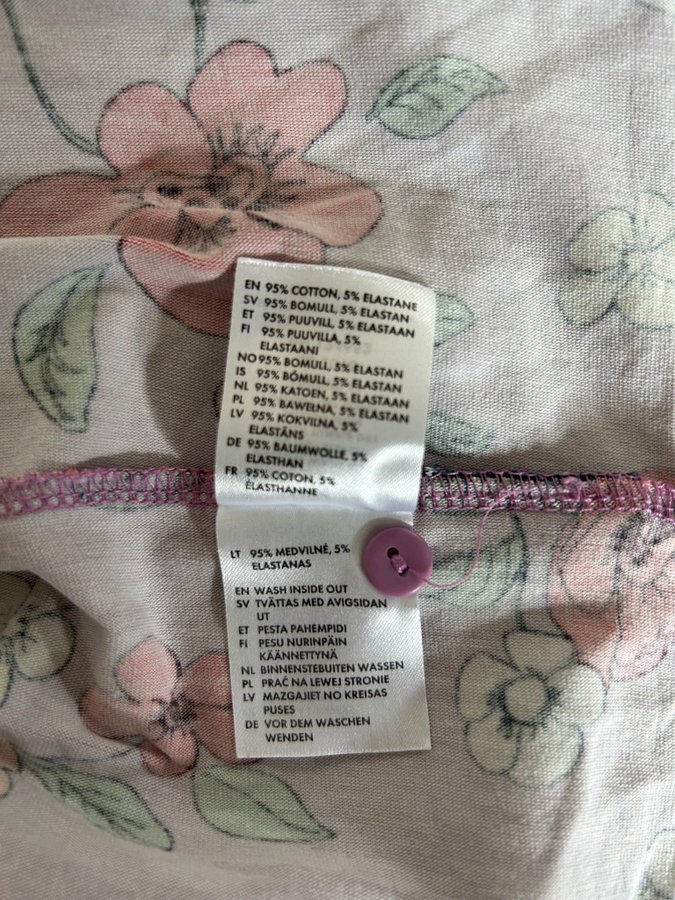 EN 95% COTTON, 5% ELASTANE
SV 95% BOMULL, 5% ELASTAN
ET 95% PUUVILL, 5% ELASTAAN
FI 95% PUUVILLA, 5%
ELASTAANI
NO 95% BOMULL, 5% ELASTAN
IS 95% BÓMULL, 5% ELASTAN
NL 95% KATOEN, 5% ELASTAAN
PL 95% BAWEŁNA, 5% ELASTAN
LV 95% KOKVILNA, 5%
ELASTĀNS
DE 95% BAUMWOLLE, 5%
ELASTHAN
FR 95% COTON, 5%
ÉLASTHANNE
LT 95% MEDVILNĖ, 5%
ELASTANAS
EN WASH INSIDE OUT
SV TVÄTTAS MED AVIGSIDAN
UT
ET PESTA PAHEMPIDI
FI PESU NURINPÄIN
KÄÄNNETTYNÄ
NL BINNENSTEBUITEN WASSEN
PL PRAĆ NA LEWEJ STRONIE
LV MAZGAJIET NO KREISAS
PUSES
DE VOR DEM WASCHEN
WENDEN